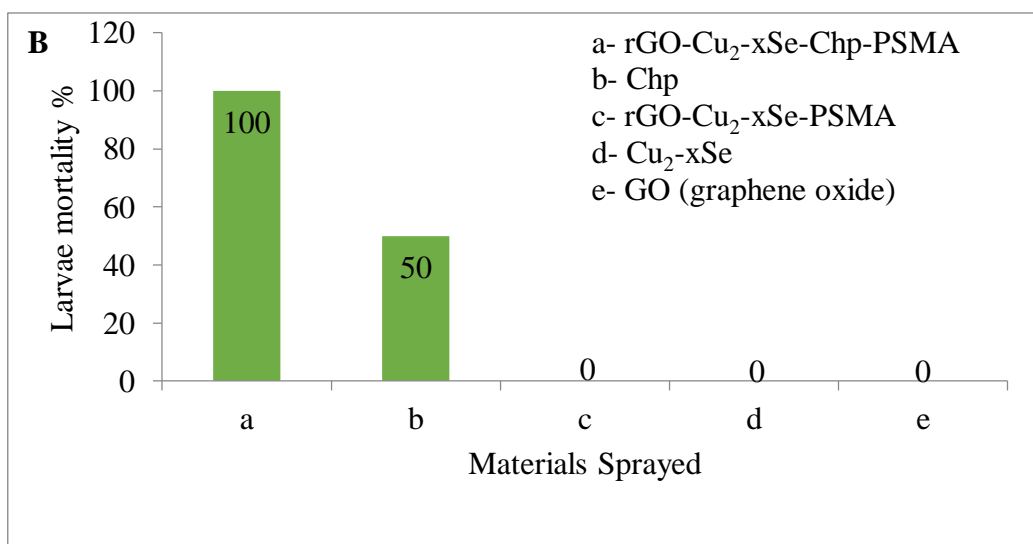 B
a- rGO-Cu₂-xSe-Chp-PSMA
b- Chp
c- rGO-Cu₂-xSe-PSMA
d- Cu₂-xSe
e- GO (graphene oxide)
Larvae mortality %
120
100
80
60
40
20
0
100
50
0
0
0
a b c d e
Materials Sprayed